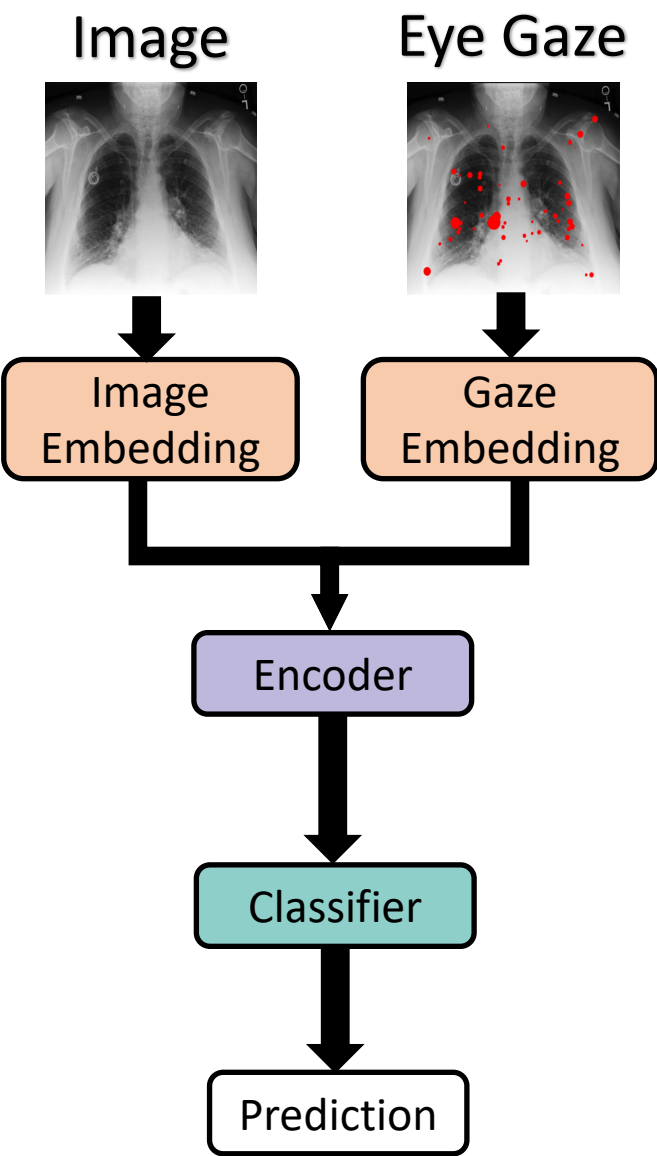 Image
Eye Gaze
Image
Embedding
Gaze
Embedding
Encoder
Classifier
Prediction